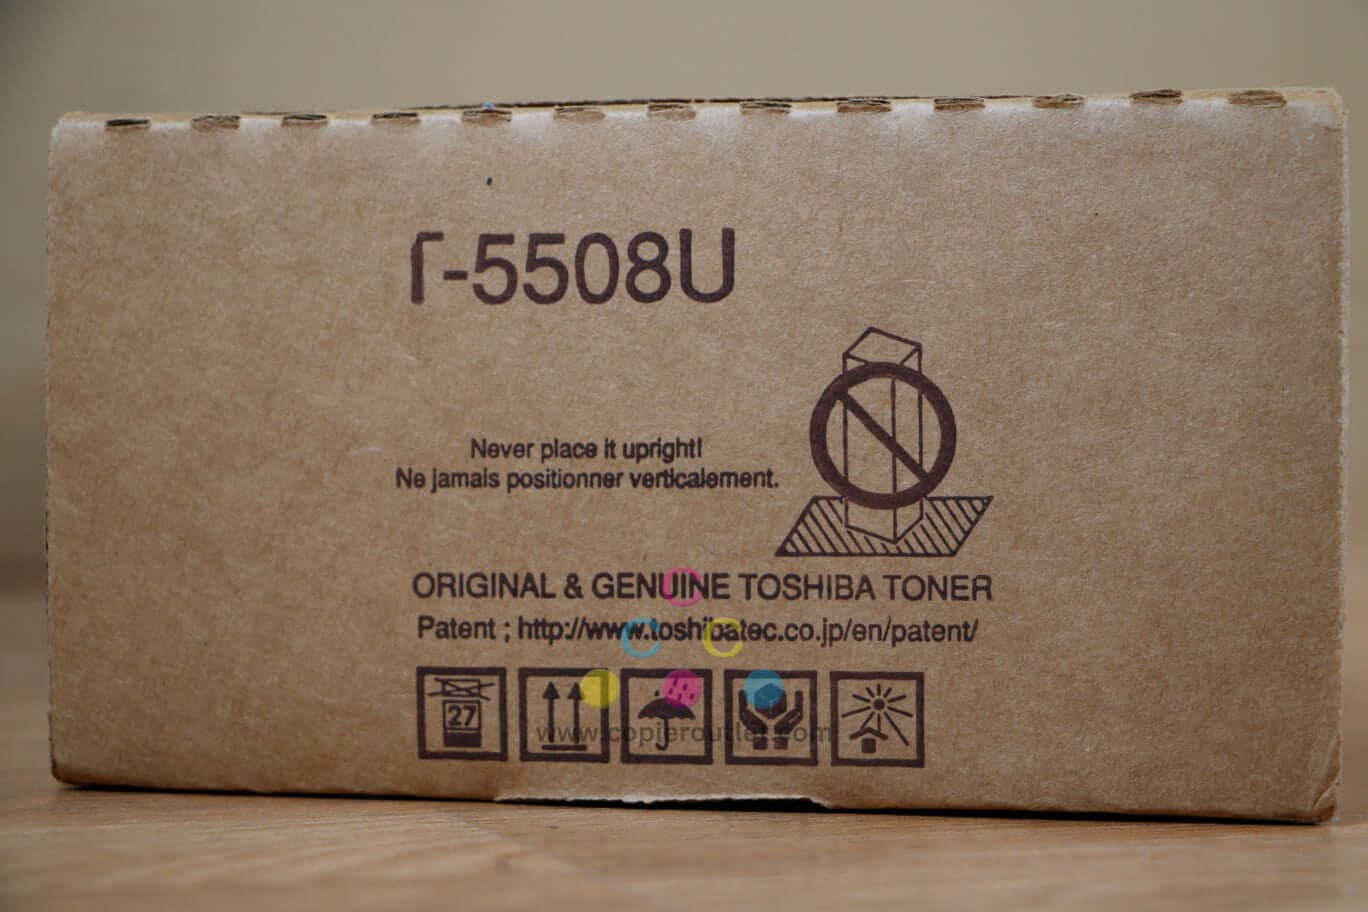 T-5508U
Never place it upright!
Ne jamais positionner verticalement.
ORIGINAL & GENUINE TOSHIBA TONER
Patent ; http://www.toshibatec.co.jp/en/patent/
27
www.copieroutlet.com